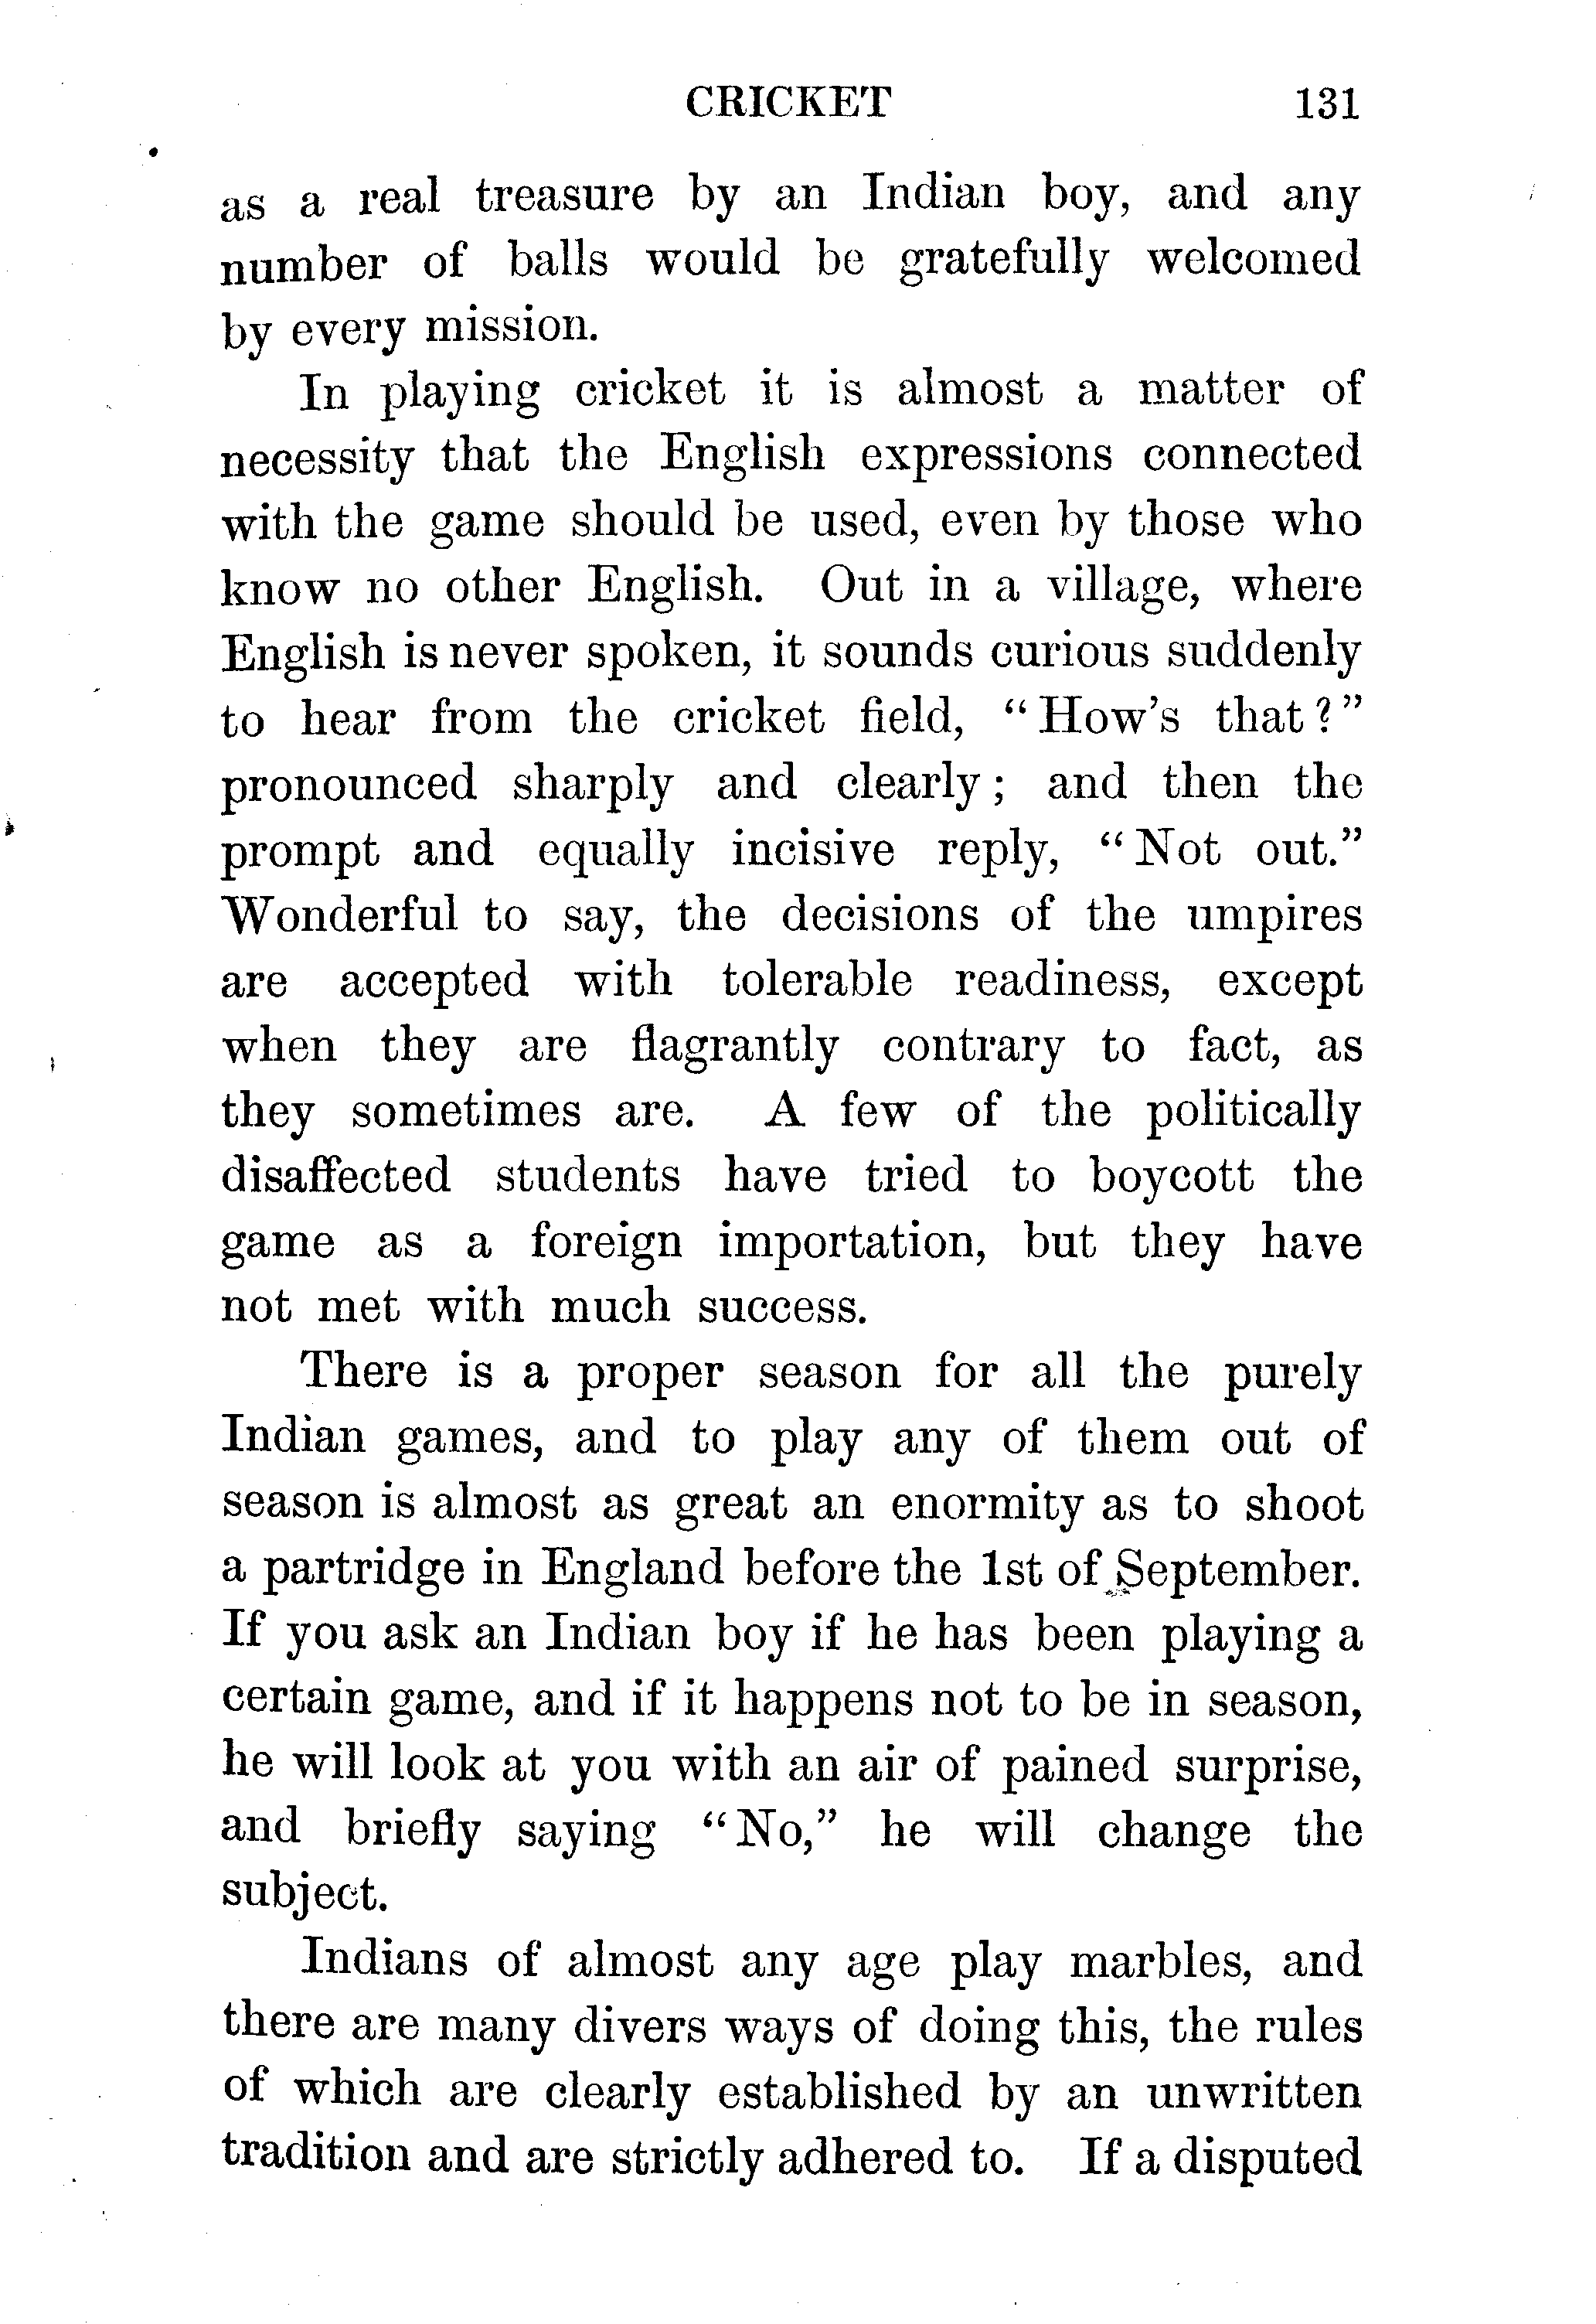 CRICKET 131
as a real treasure by an Indian boy, and any
number of balls would be gratefully welcomed
by every mission.
In playing cricket it is almost a matter of
necessity that the English expressions connected
with the game should be used, even by those who
know no other English. Out in a village, where
English is never spoken, it sounds curious suddenly
to hear from the cricket field, “How’s that?”
pronounced sharply and clearly; and then the
prompt and equally incisive reply, “Not out.”
Wonderful to say, the decisions of the umpires
are accepted with tolerable readiness, except
when they are flagrantly contrary to fact, as
they sometimes are. A few of the politically
disaffected students have tried to boycott the
game as a foreign importation, but they have
not met with much success.
There is a proper season for all the purely
Indian games, and to play any of them out of
season is almost as great an enormity as to shoot
a partridge in England before the 1st of September.
If you ask an Indian boy if he has been playing a
certain game, and if it happens not to be in season,
he will look at you with an air of pained surprise,
and briefly saying “No,” he will change the
subject.
Indians of almost any age play marbles, and
there are many divers ways of doing this, the rules
of which are clearly established by an unwritten
tradition and are strictly adhered to. If a disputed